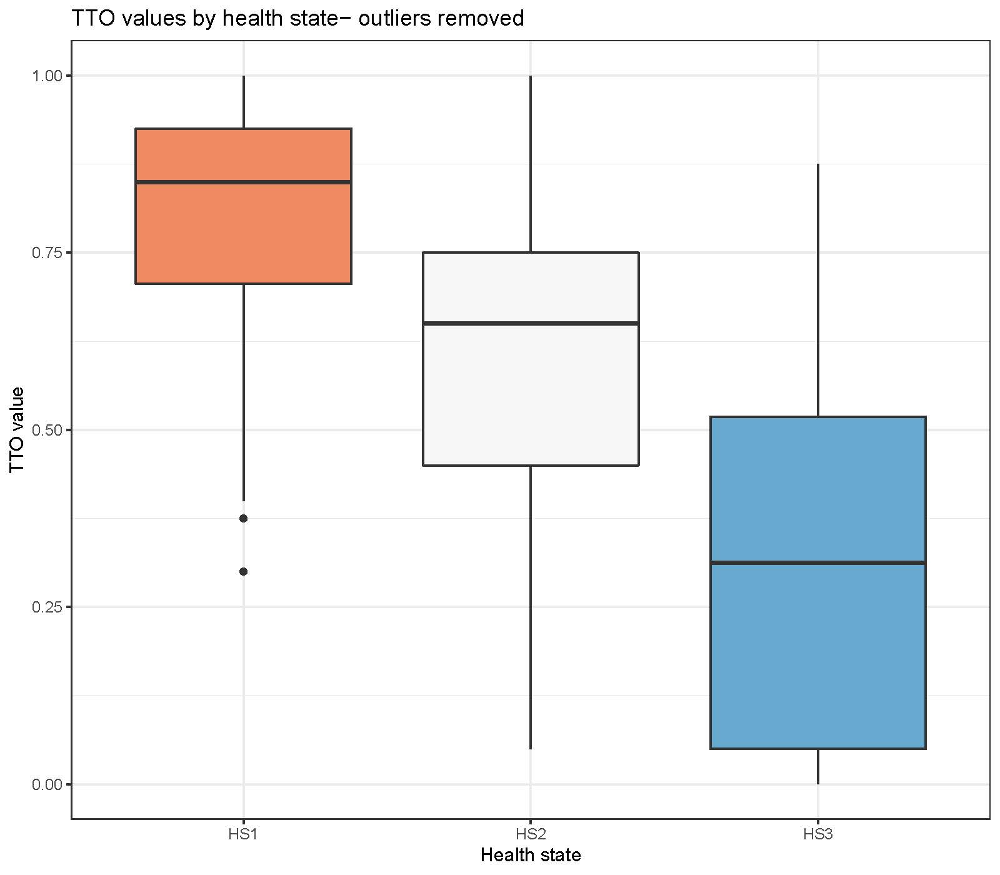 TTO values by health state− outliers removed
1.00
0.75
0.50
0.25
0.00
TTO value
HS1 HS2 HS3
Health state